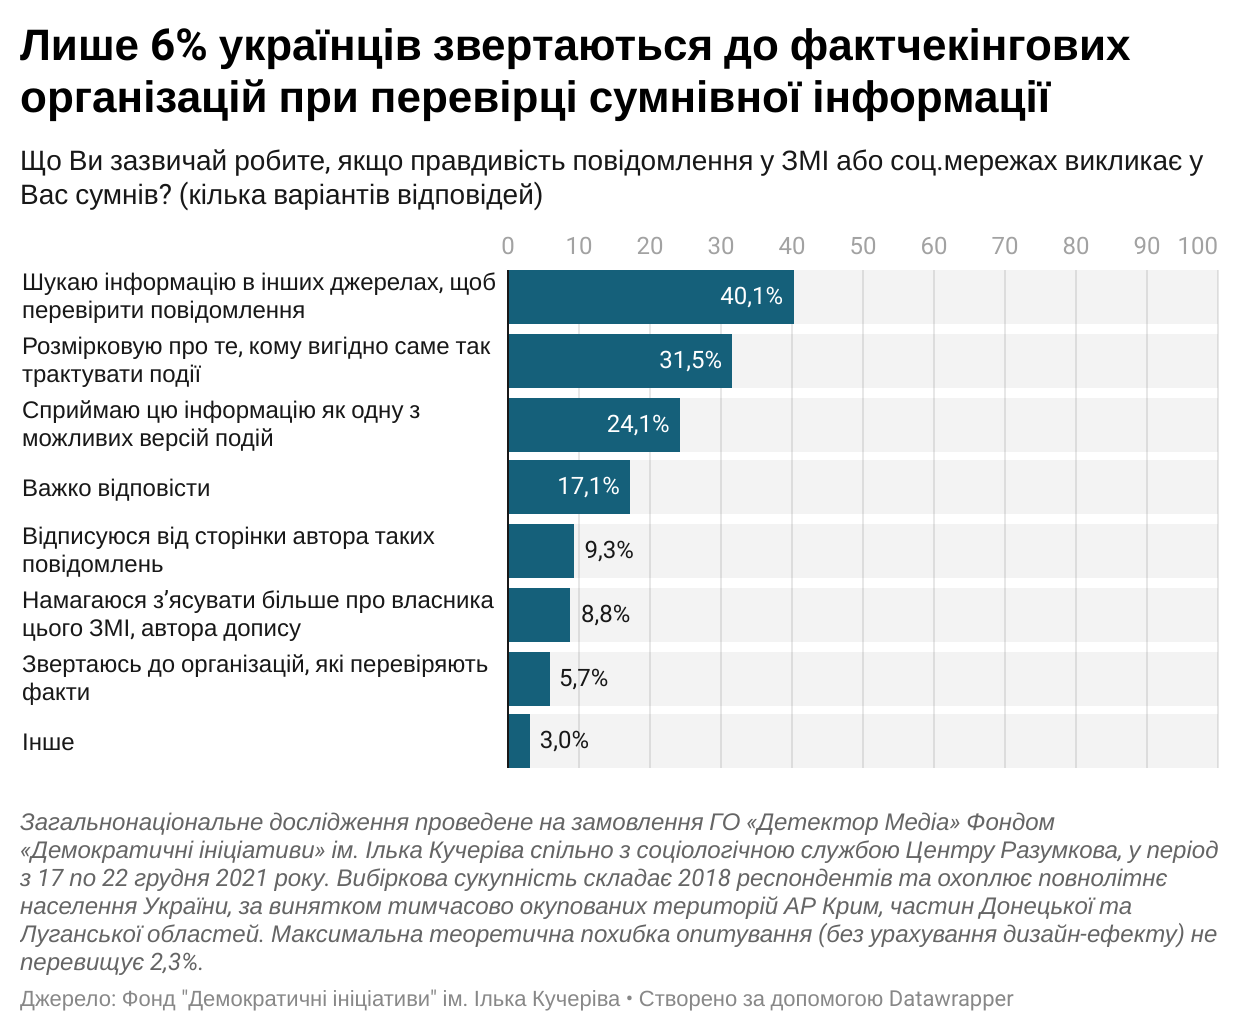 Лише 6% українців звертаються до фактчекінгових
організацій при перевірці сумнівної інформації
Що Ви зазвичай робите, якщо правдивість повідомлення у ЗМІ або соц.мережах викликає у
Вас сумнів? (кілька варіантів відповідей)
0 10 20 30 40 50 60 70 80 90 100
Шукаю інформацію в інших джерелах, щоб
перевірити повідомлення
40,1%
Розмірковую про те, кому вигідно саме так
трактувати події
31,5%
Сприймаю цю інформацію як одну з
можливих версій подій
24,1%
Важко відповісти
17,1%
Відписуюся від сторінки автора таких
повідомлень
9,3%
Намагаюся з’ясувати більше про власника
цього ЗМІ, автора допису
8,8%
Звертаюсь до організацій, які перевіряють
факти
5,7%
Інше
3,0%
Загальнонаціональне дослідження проведене на замовлення ГО «Детектор Медіа» Фондом
«Демократичні ініціативи» ім. Ілька Кучеріва спільно з соціологічною службою Центру Разумкова, у період
з 17 по 22 грудня 2021 року. Вибіркова сукупність складає 2018 респондентів та охоплює повнолітнє
населення України, за винятком тимчасово окупованих територій АР Крим, частин Донецької та
Луганської областей. Максимальна теоретична похибка опитування (без урахування дизайн-ефекту) не
перевищує 2,3%.
Джерело: Фонд "Демократичні ініціативи" ім. Ілька Кучеріва • Створено за допомогою Datawrapper